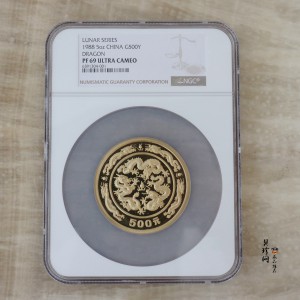 LUNAR SERIES
1988 5oz CHINA G500Y
DRAGON
PF 69 ULTRA CAMEO
NUMISMATIC GUARANTY CORPORATION
NGC
500元